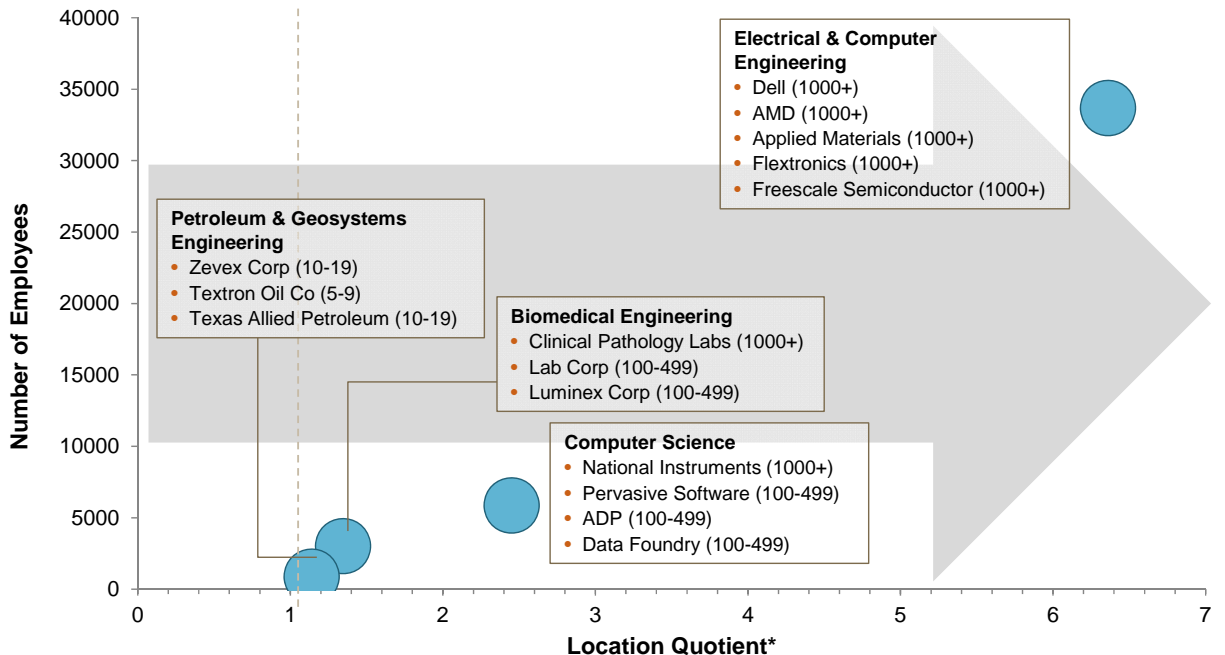 40000
35000
30000
25000
20000
15000
10000
5000
0
Number of Employees
Electrical & Computer
Engineering
• Dell (1000+)
• AMD (1000+)
• Applied Materials (1000+)
• Flextronics (1000+)
• Freescale Semiconductor (1000+)
Petroleum & Geosystems
Engineering
• Zevex Corp (10-19)
• Textron Oil Co (5-9)
• Texas Allied Petroleum (10-19)
Biomedical Engineering
• Clinical Pathology Labs (1000+)
• Lab Corp (100-499)
• Luminex Corp (100-499)
Computer Science
• National Instruments (1000+)
• Pervasive Software (100-499)
• ADP (100-499)
• Data Foundry (100-499)
0 1 2 3 4 5 6 7
Location Quotient*